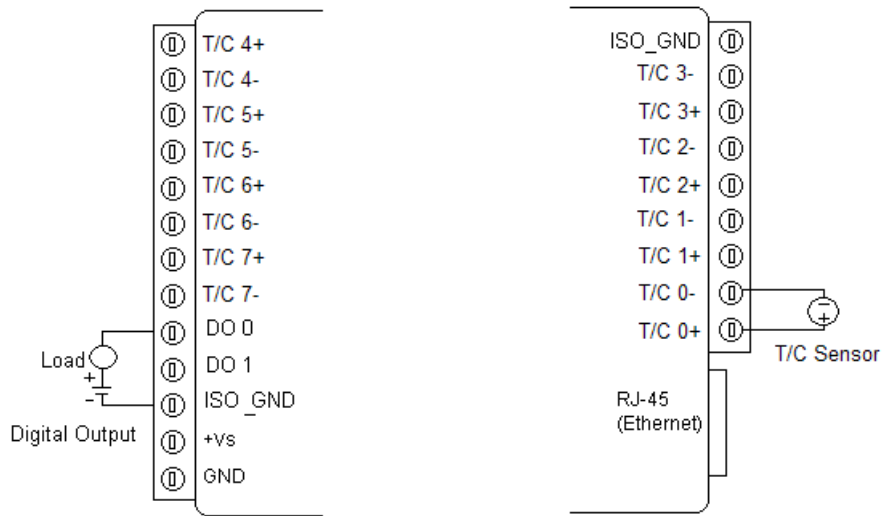 T/C 4+
T/C 4-
T/C 5+
T/C 5-
T/C 6+
T/C 6-
T/C 7+
T/C 7-
DO 0
DO 1
ISO_GND
+Vs
GND
Load
+
-
Digital Output
ISO_GND
T/C 3-
T/C 3+
T/C 2-
T/C 2+
T/C 1-
T/C 1+
T/C 0-
T/C 0+
-
+
T/C Sensor
RJ-45
(Ethernet)